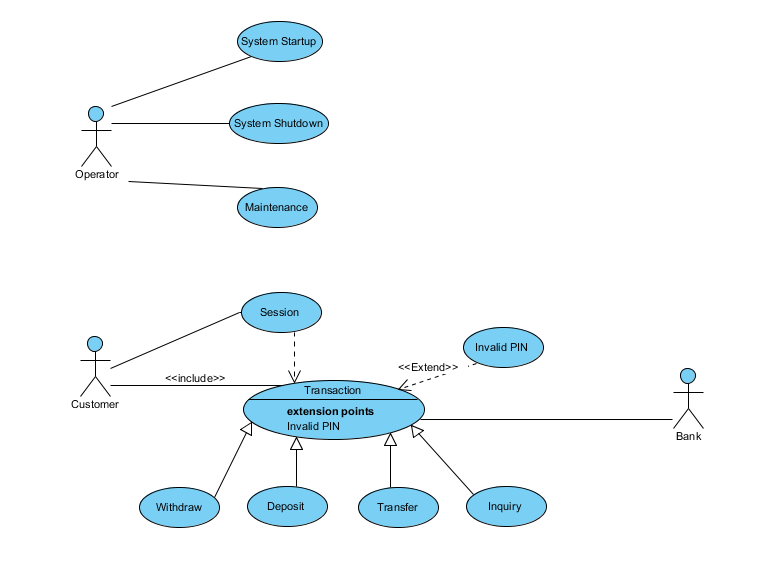 System Startup
System Shutdown
Operator
Maintenance
Session
Invalid PIN
<<Extend>>
<<include>>
Transaction
Customer
extension points
Invalid PIN
Bank
Withdraw
Deposit
Transfer
Inquiry